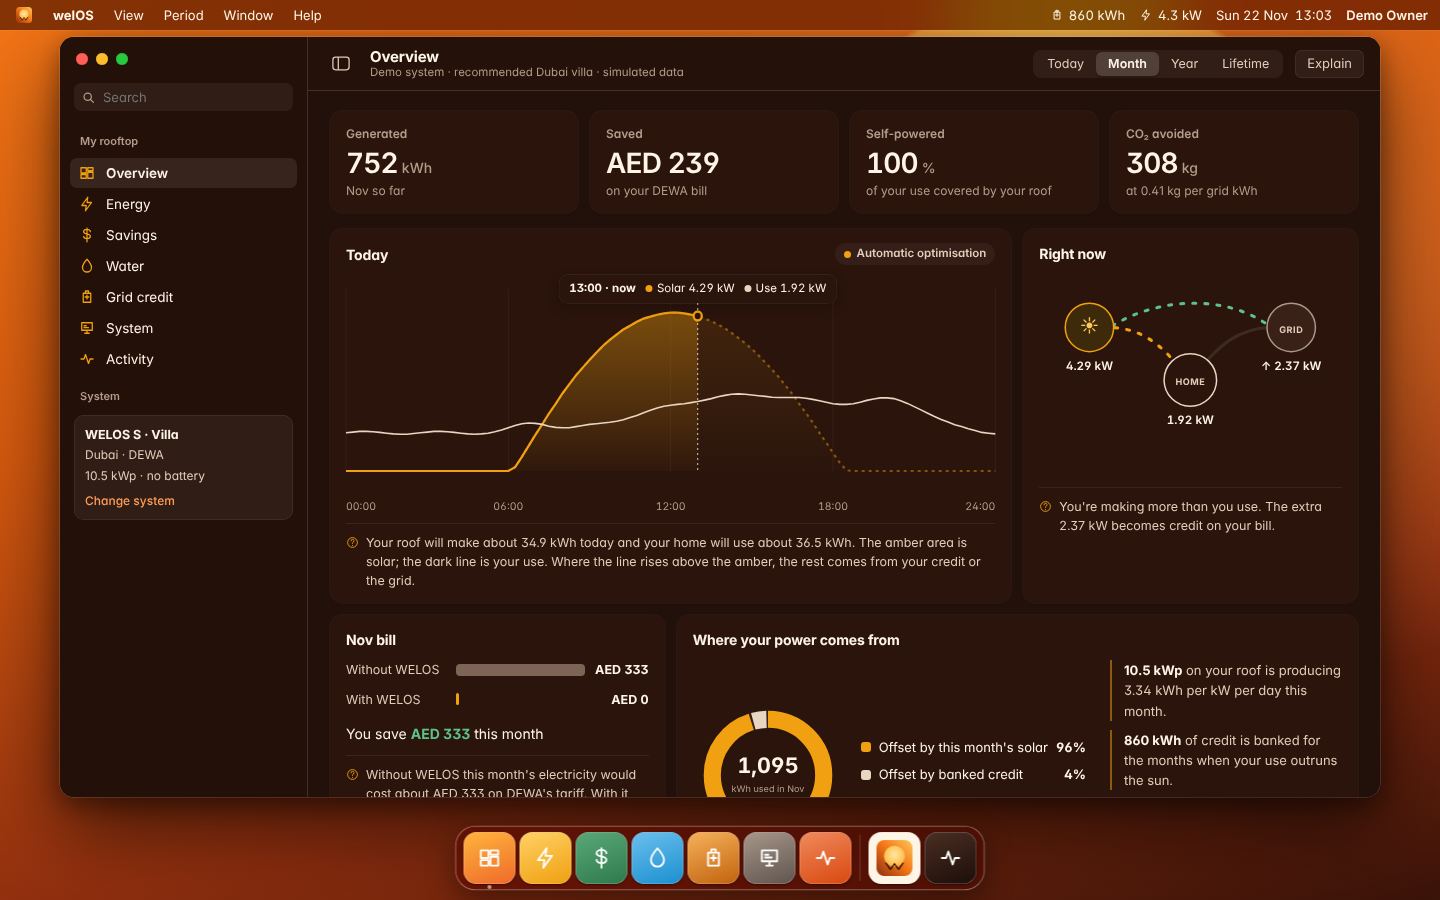 welOS View Period Window Help 860 kWh 4.3 kW Sun 22 Nov 13:03 Demo Owner
Search
My rooftop
Overview
Energy
Savings
Water
Grid credit
System
Activity
System
WELOS S · Villa
Dubai · DEWA
10.5 kWp · no battery
Change system
Overview
Demo system · recommended Dubai villa · simulated data
Today Month Year Lifetime Explain
Generated
752 kWh
Nov so far
Saved
AED 239
on your DEWA bill
Self-powered
100 %
of your use covered by your roof
CO₂ avoided
308 kg
at 0.41 kg per grid kWh
Today
Automatic optimisation
13:00 · now Solar 4.29 kW Use 1.92 kW
00:00 06:00 12:00 18:00 24:00
Your roof will make about 34.9 kWh today and your home will use about 36.5 kWh. The amber area is
solar; the dark line is your use. Where the line rises above the amber, the rest comes from your credit or
the grid.
Right now
GRID
4.29 kW
↑ 2.37 kW
HOME
1.92 kW
You're making more than you use. The extra
2.37 kW becomes credit on your bill.
Nov bill
Without WELOS AED 333
With WELOS AED 0
You save AED 333 this month
Without WELOS this month's electricity would
cost about AED 333 on DEWA's tariff. With it
Where your power comes from
1,095
kWh used in Nov
Offset by this month's solar 96%
Offset by banked credit 4%
10.5 kWp on your roof is producing
3.34 kWh per kW per day this
month.
860 kWh of credit is banked for
the months when your use outruns
the sun.